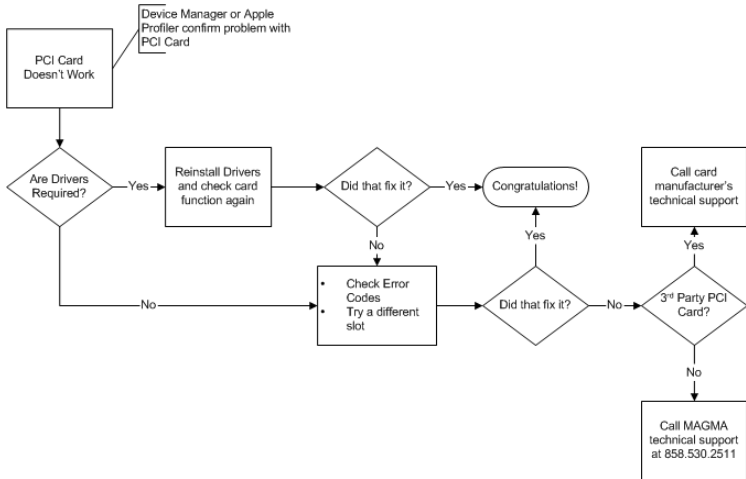 Device Manager or Apple
Profiler confirm problem with
PCI Card
PCI Card
Doesn't Work
Are Drivers
Required?
Yes
Reinstall Drivers
and check card
function again
Did that fix it?
Yes
Congratulations!
Call card
manufacturer's
technical support
No
Yes
Yes
No
• Check Error
Codes
• Try a different
slot
Did that fix it?
No
3rd Party PCI
Card?
No
Call MAGMA
technical support
at 858.530.2511